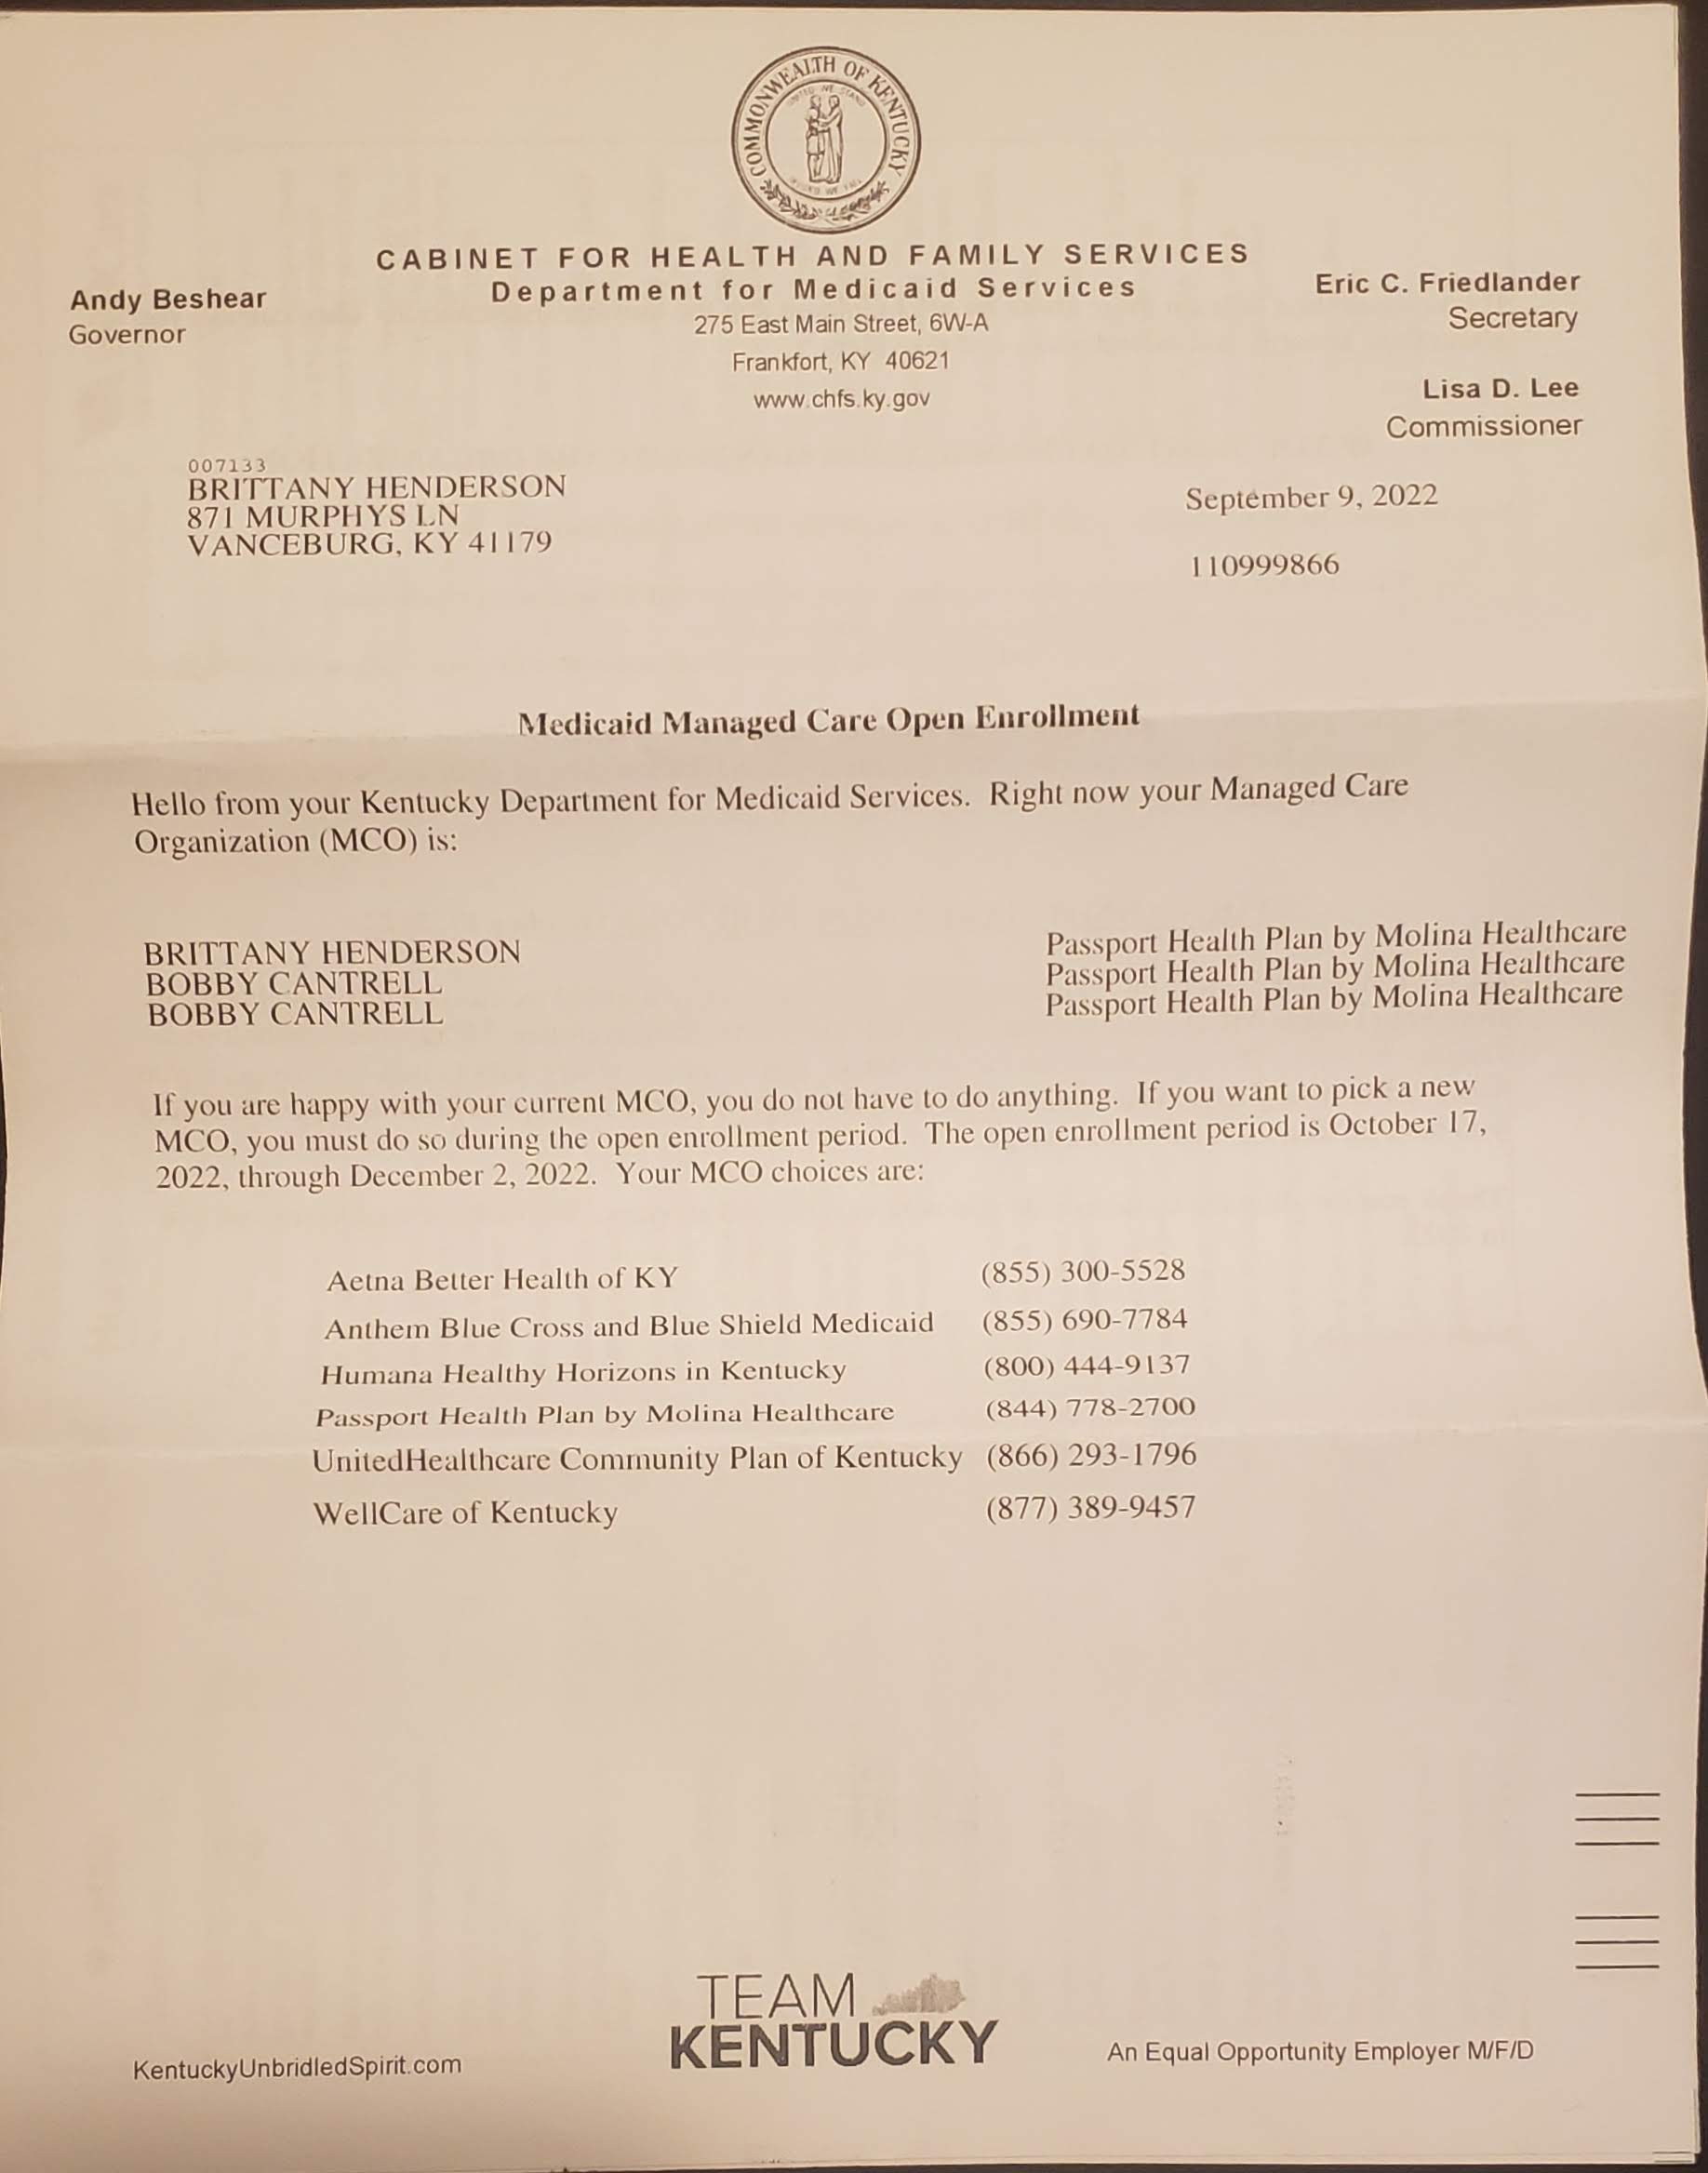 COMMONWEALTH OF KENTUCKY
UNITED WE STAND
CABINET FOR HEALTH AND FAMILY SERVICES
Department for Medicaid Services
Andy Beshear
Governor
275 East Main Street, 6W-A
Frankfort, KY 40621
www.chfs.ky.gov
Eric C. Friedlander
Secretary
Lisa D. Lee
Commissioner
007133
BRITTANY HENDERSON
871 MURPHYS LN
VANCEBURG, KY 41179
September 9, 2022
110999866
Medicaid Managed Care Open Enrollment
Hello from your Kentucky Department for Medicaid Services. Right now your Managed Care
Organization (MCO) is:
BRITTANY HENDERSON Passport Health Plan by Molina Healthcare
BOBBY CANTRELL Passport Health Plan by Molina Healthcare
BOBBY CANTRELL Passport Health Plan by Molina Healthcare
If you are happy with your current MCO, you do not have to do anything. If you want to pick a new
MCO, you must do so during the open enrollment period. The open enrollment period is October 17,
2022, through December 2, 2022. Your MCO choices are:
Aetna Better Health of KY (855) 300-5528
Anthem Blue Cross and Blue Shield Medicaid (855) 690-7784
Humana Healthy Horizons in Kentucky (800) 444-9137
Passport Health Plan by Molina Healthcare (844) 778-2700
UnitedHealthcare Community Plan of Kentucky (866) 293-1796
WellCare of Kentucky (877) 389-9457
TEAM
KENTUCKY
KentuckyUnbridledSpirit.com
An Equal Opportunity Employer M/F/D